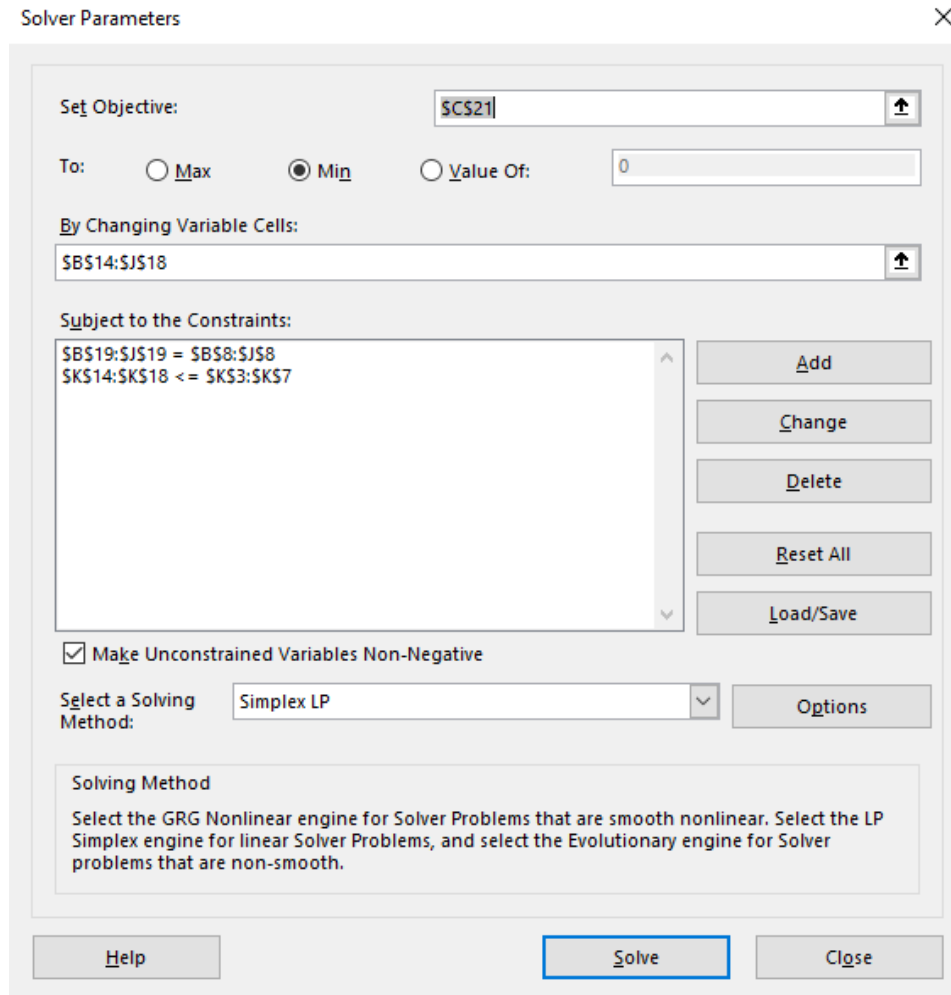 Solver Parameters
Set Objective:
$C$21
To:
Max
Min
Value Of:
0
By Changing Variable Cells:
$B$14:$J$18
Subject to the Constraints:
$B$19:$J$19 = $B$8:$J$8
$K$14:$K$18 <= $K$3:$K$7
Add
Change
Delete
Reset All
Load/Save
Make Unconstrained Variables Non-Negative
Select a Solving
Method:
Simplex LP
Options
Solving Method
Select the GRG Nonlinear engine for Solver Problems that are smooth nonlinear. Select the LP
Simplex engine for linear Solver Problems, and select the Evolutionary engine for Solver
problems that are non-smooth.
Help
Solve
Close